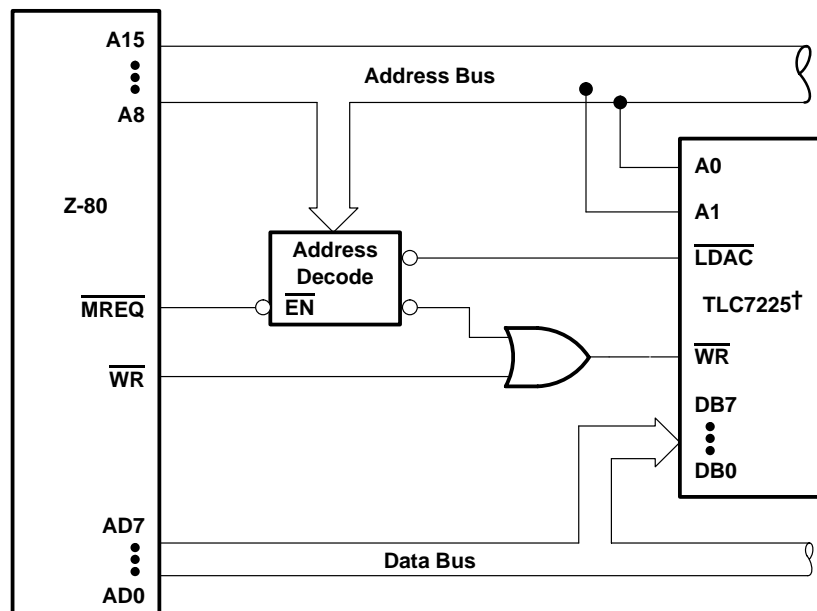 A15
Address Bus
A8
Z-80
A0
A1
Address
Decode
LDAC
MREQ
EN
TLC7225†
WR
WR
DB7
DB0
AD7
Data Bus
AD0